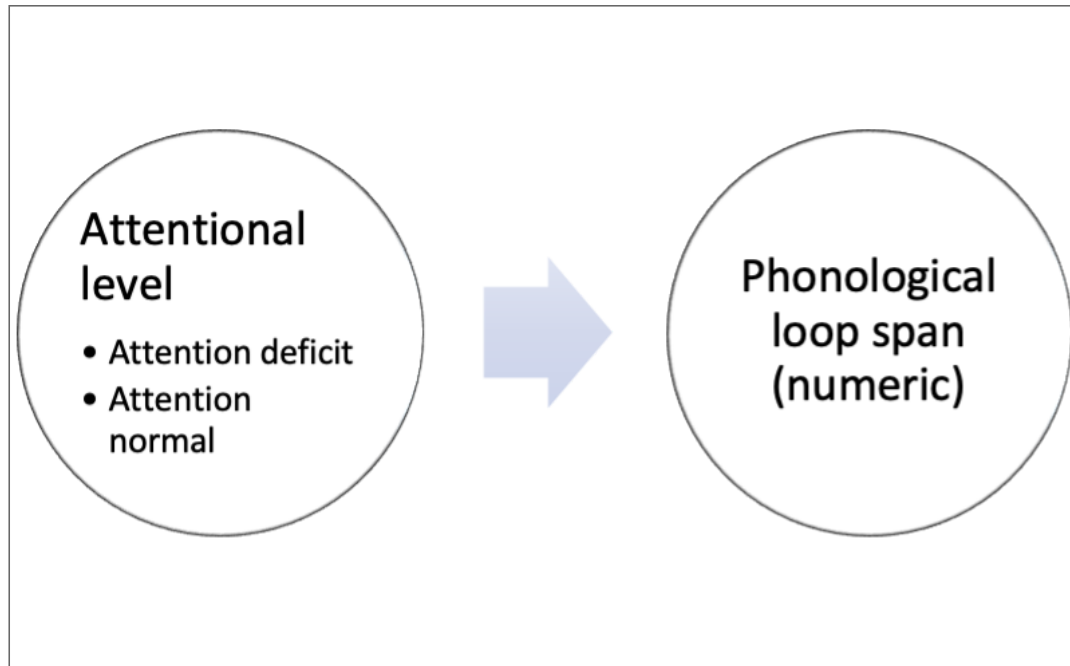 Attentional
level
• Attention deficit
• Attention
normal
Phonological
loop span
(numeric)